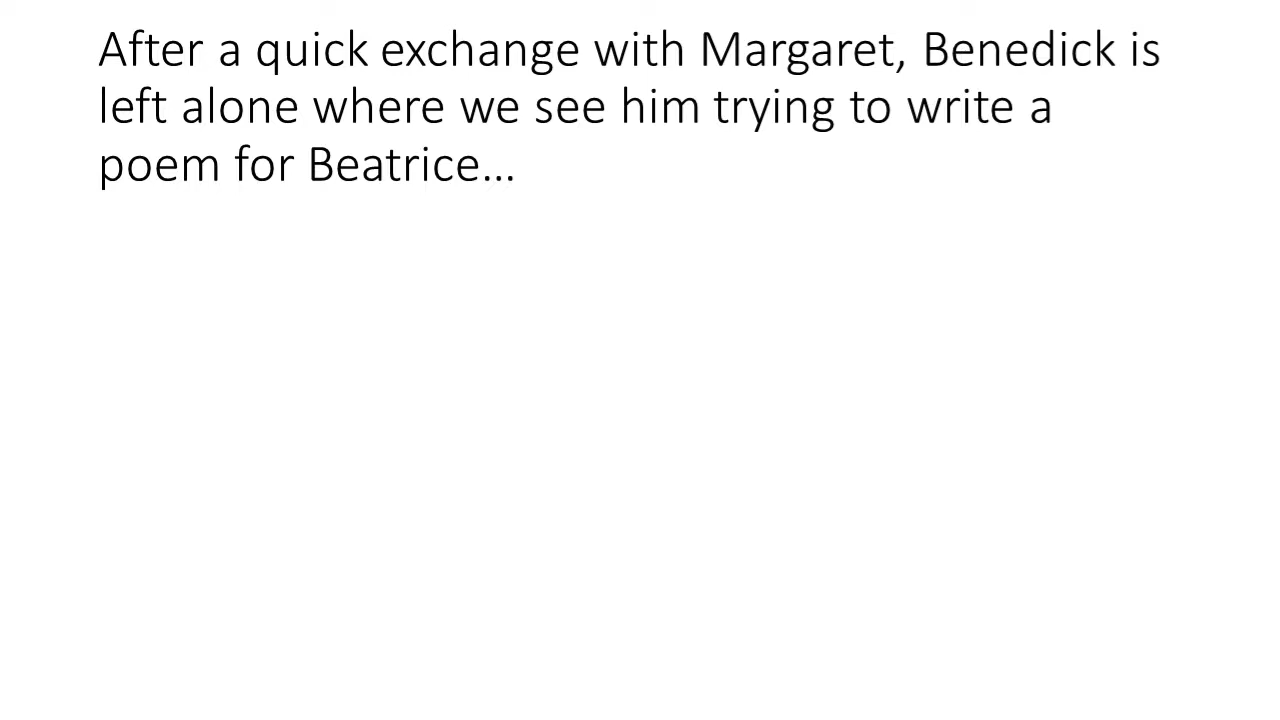 After a quick exchange with Margaret, Benedick is
left alone where we see him trying to write a
poem for Beatrice…